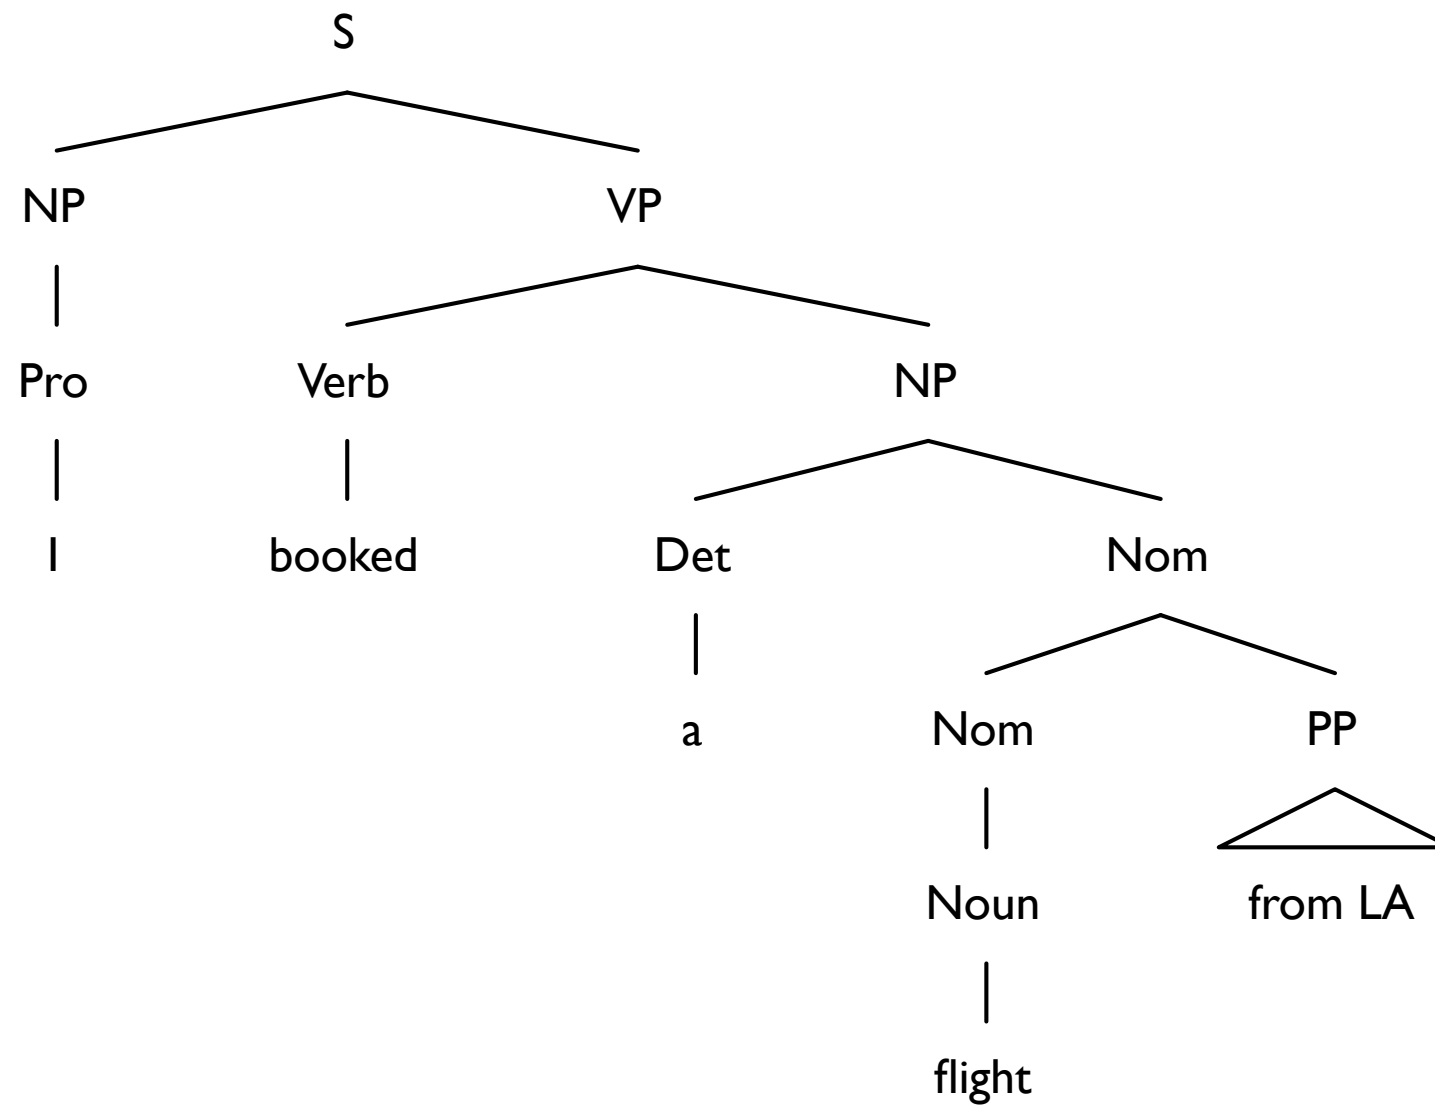 S
NP VP
Pro Verb NP
I booked Det Nom
a Nom PP
Noun from LA
flight